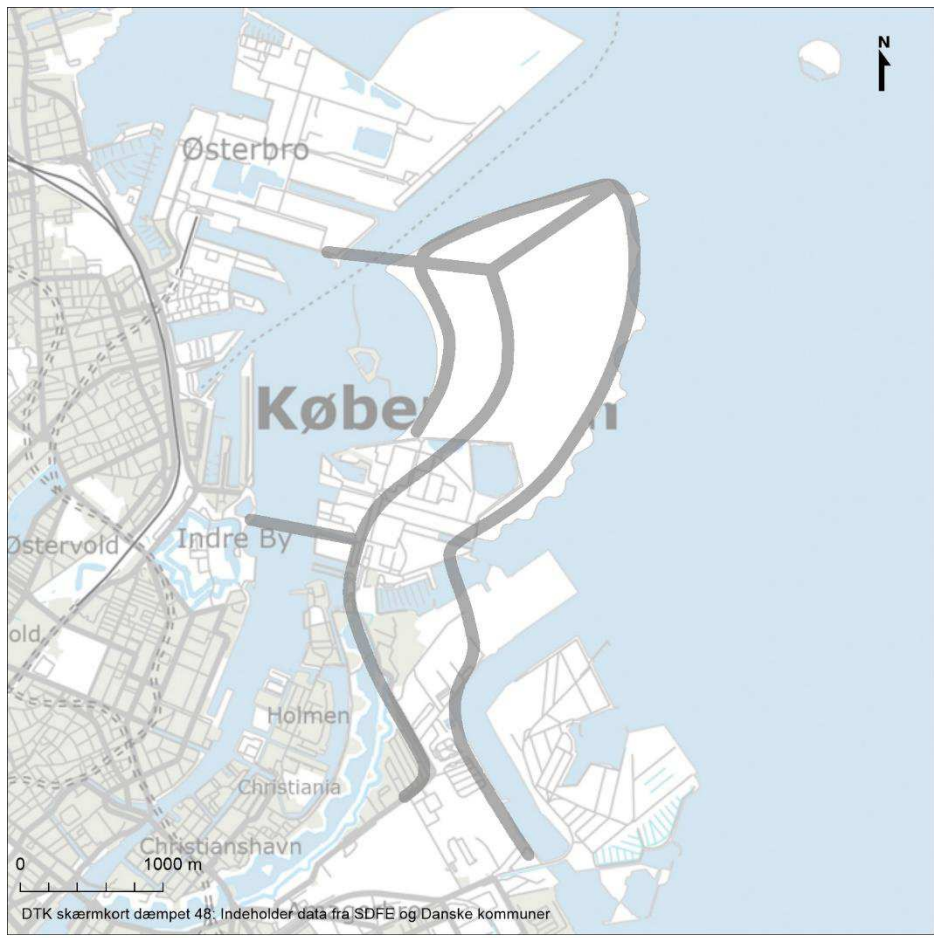 N
Østerbro
København
Østervold
Indre By
old
Holmen
Christiania
Christianshavn
0 1000 m
DTK skærmkort dæmpet 48: Indeholder data fra SDFE og Danske kommuner